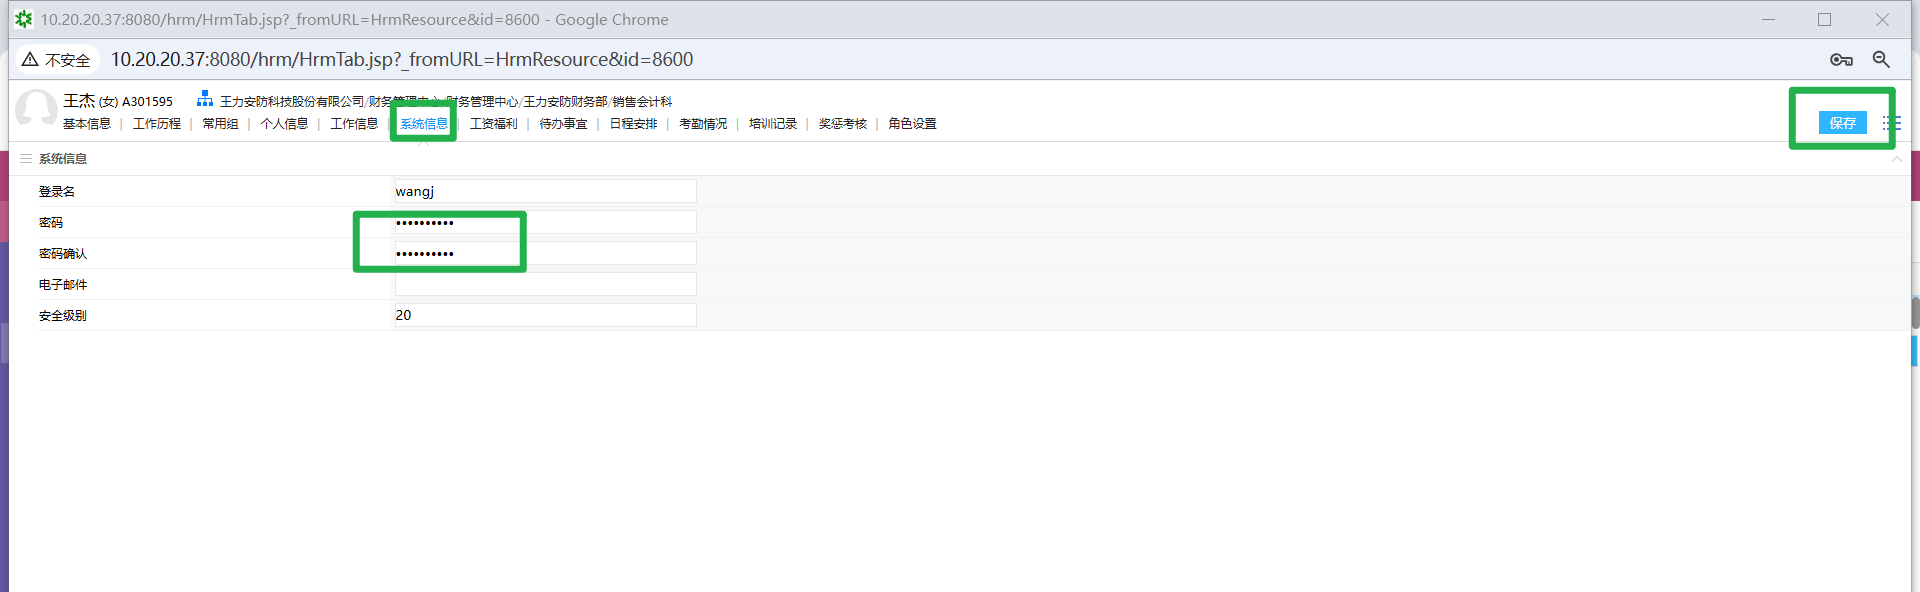 10.20.20.37:8080/hrm/HrmTab.jsp?_fromURL=HrmResource&id=8600 - Google Chrome
不安全 10.20.20.37:8080/hrm/HrmTab.jsp?_fromURL=HrmResource&id=8600
王杰 (女) A301595 王力安防科技股份有限公司/财务管理中心/财务管理中心/王力安防财务部/销售会计科
基本信息 | 工作历程 | 常用组 | 个人信息 | 工作信息 | 系统信息 | 工资福利 | 待办事宜 | 日程安排 | 考勤情况 | 培训记录 | 奖惩考核 | 角色设置 保存
系统信息
登录名 wangj
密码 ••••••••••
密码确认 ••••••••••
电子邮件
安全级别 20